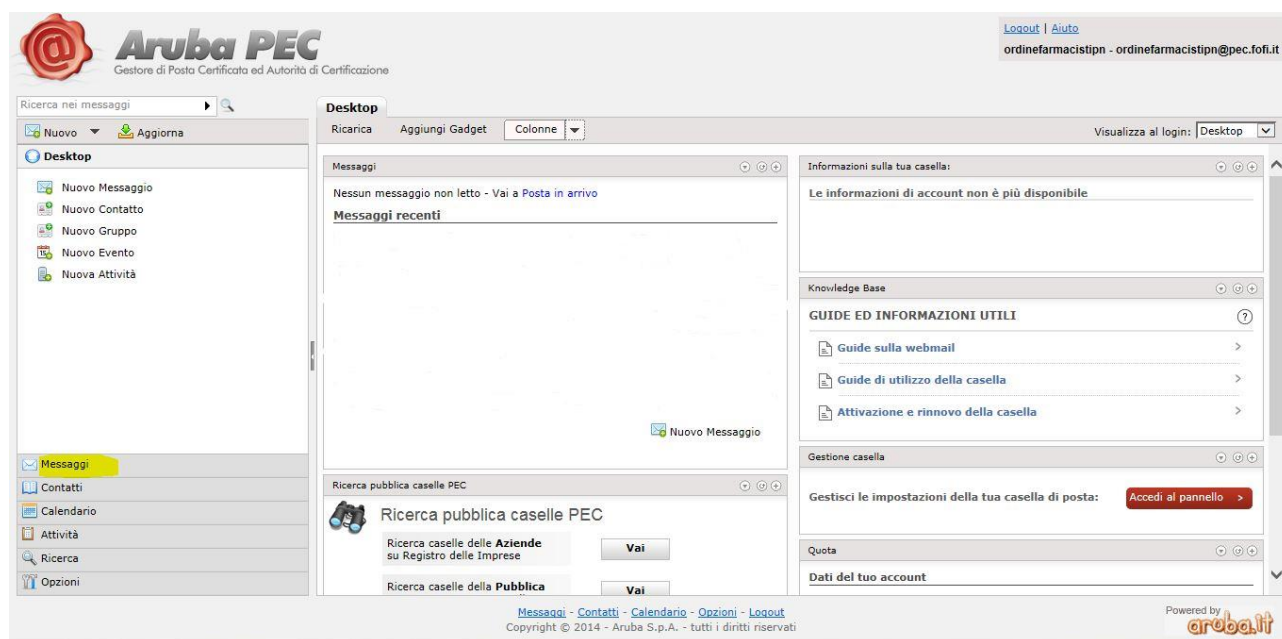 Aruba PEC
Gestore di Posta Certificata ed Autorità di Certificazione
Logout | Aiuto
ordinefarmacistipn - ordinefarmacistipn@pec.fofi.it
Ricerca nei messaggi
Nuovo Aggiorna
Desktop
Nuovo Messaggio
Nuovo Contatto
Nuovo Gruppo
Nuovo Evento
Nuova Attività
Messaggi
Contatti
Calendario
Attività
Ricerca
Opzioni
Desktop
Ricarica Aggiungi Gadget Colonne
Visualizza al login: Desktop
Messaggi
Nessun messaggio non letto - Vai a Posta in arrivo
Messaggi recenti
Nuovo Messaggio
Ricerca pubblica caselle PEC
Ricerca pubblica caselle PEC
Ricerca caselle delle Aziende
su Registro delle Imprese
Vai
Ricerca caselle della Pubblica
Vai
Informazioni sulla tua casella:
Le informazioni di account non è più disponibile
Knowledge Base
GUIDE ED INFORMAZIONI UTILI
Guide sulla webmail
Guide di utilizzo della casella
Attivazione e rinnovo della casella
Gestione casella
Gestisci le impostazioni della tua casella di posta: Accedi al pannello >
Quota
Dati del tuo account
Messaggi - Contatti - Calendario - Opzioni - Logout
Copyright © 2014 - Aruba S.p.A. - tutti i diritti riservati
Powered by
aruba.it